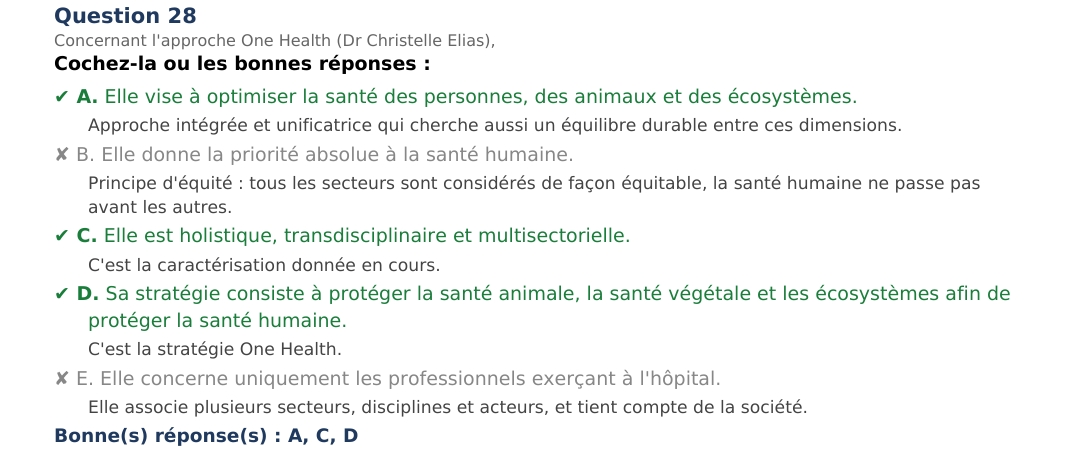 Question 28
Concernant l'approche One Health (Dr Christelle Elias),
Cochez-la ou les bonnes réponses :
✔ A. Elle vise à optimiser la santé des personnes, des animaux et des écosystèmes.
Approche intégrée et unificatrice qui cherche aussi un équilibre durable entre ces dimensions.
✘ B. Elle donne la priorité absolue à la santé humaine.
Principe d'équité : tous les secteurs sont considérés de façon équitable, la santé humaine ne passe pas
avant les autres.
✔ C. Elle est holistique, transdisciplinaire et multisectorielle.
C'est la caractérisation donnée en cours.
✔ D. Sa stratégie consiste à protéger la santé animale, la santé végétale et les écosystèmes afin de
protéger la santé humaine.
C'est la stratégie One Health.
✘ E. Elle concerne uniquement les professionnels exerçant à l'hôpital.
Elle associe plusieurs secteurs, disciplines et acteurs, et tient compte de la société.
Bonne(s) réponse(s) : A, C, D